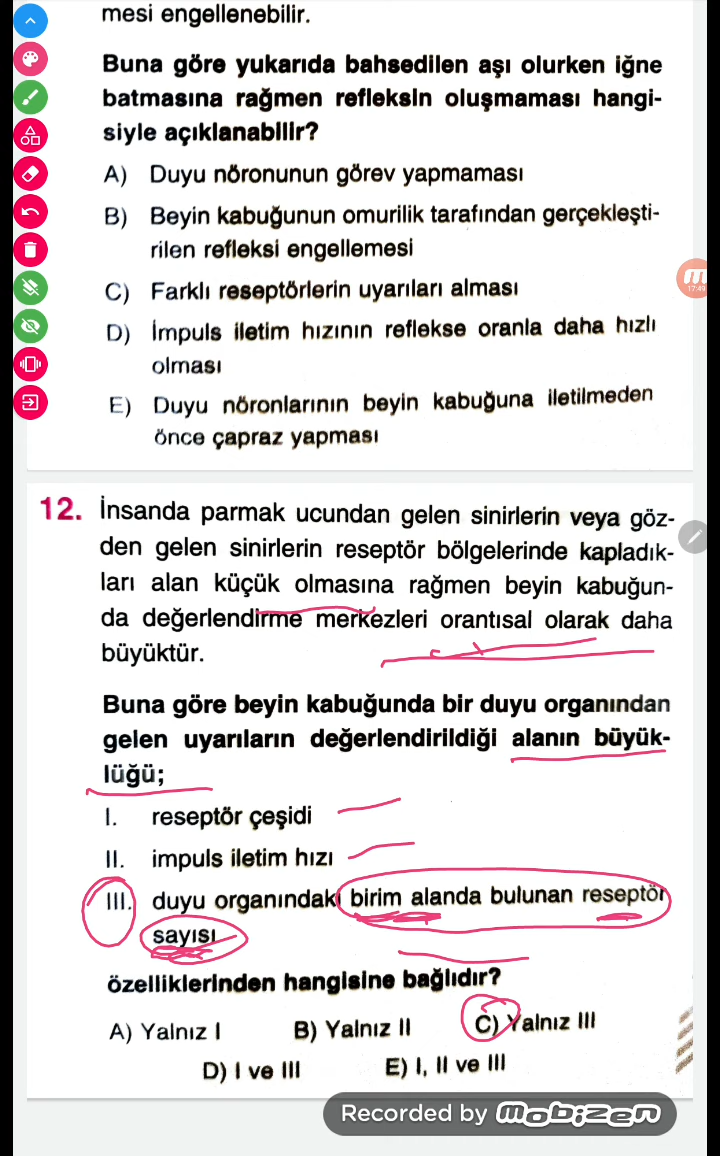 mesi engellenebilir.
Buna göre yukarıda bahsedilen aşı olurken iğne
batmasına rağmen refleksin oluşmaması hangi-
siyle açıklanabilir?
A) Duyu nöronunun görev yapmaması
B) Beyin kabuğunun omurilik tarafından gerçekleşti-
rilen refleksi engellemesi
C) Farklı reseptörlerin uyarıları alması
D) İmpuls iletim hızının reflekse oranla daha hızlı
olması
E) Duyu nöronlarının beyin kabuğuna iletilmeden
önce çapraz yapması
17:49
12. İnsanda parmak ucundan gelen sinirlerin veya göz-
den gelen sinirlerin reseptör bölgelerinde kapladık-
ları alan küçük olmasına rağmen beyin kabuğun-
da değerlendirme merkezleri orantısal olarak daha
büyüktür.
Buna göre beyin kabuğunda bir duyu organından
gelen uyarıların değerlendirildiği alanın büyük-
lüğü;
I. reseptör çeşidi
II. impuls iletim hızı
III. duyu organındaki birim alanda bulunan reseptör
sayısı
özelliklerinden hangisine bağlıdır?
A) Yalnız I B) Yalnız II C) Yalnız III
D) I ve III E) I, II ve III
Recorded by mobizen